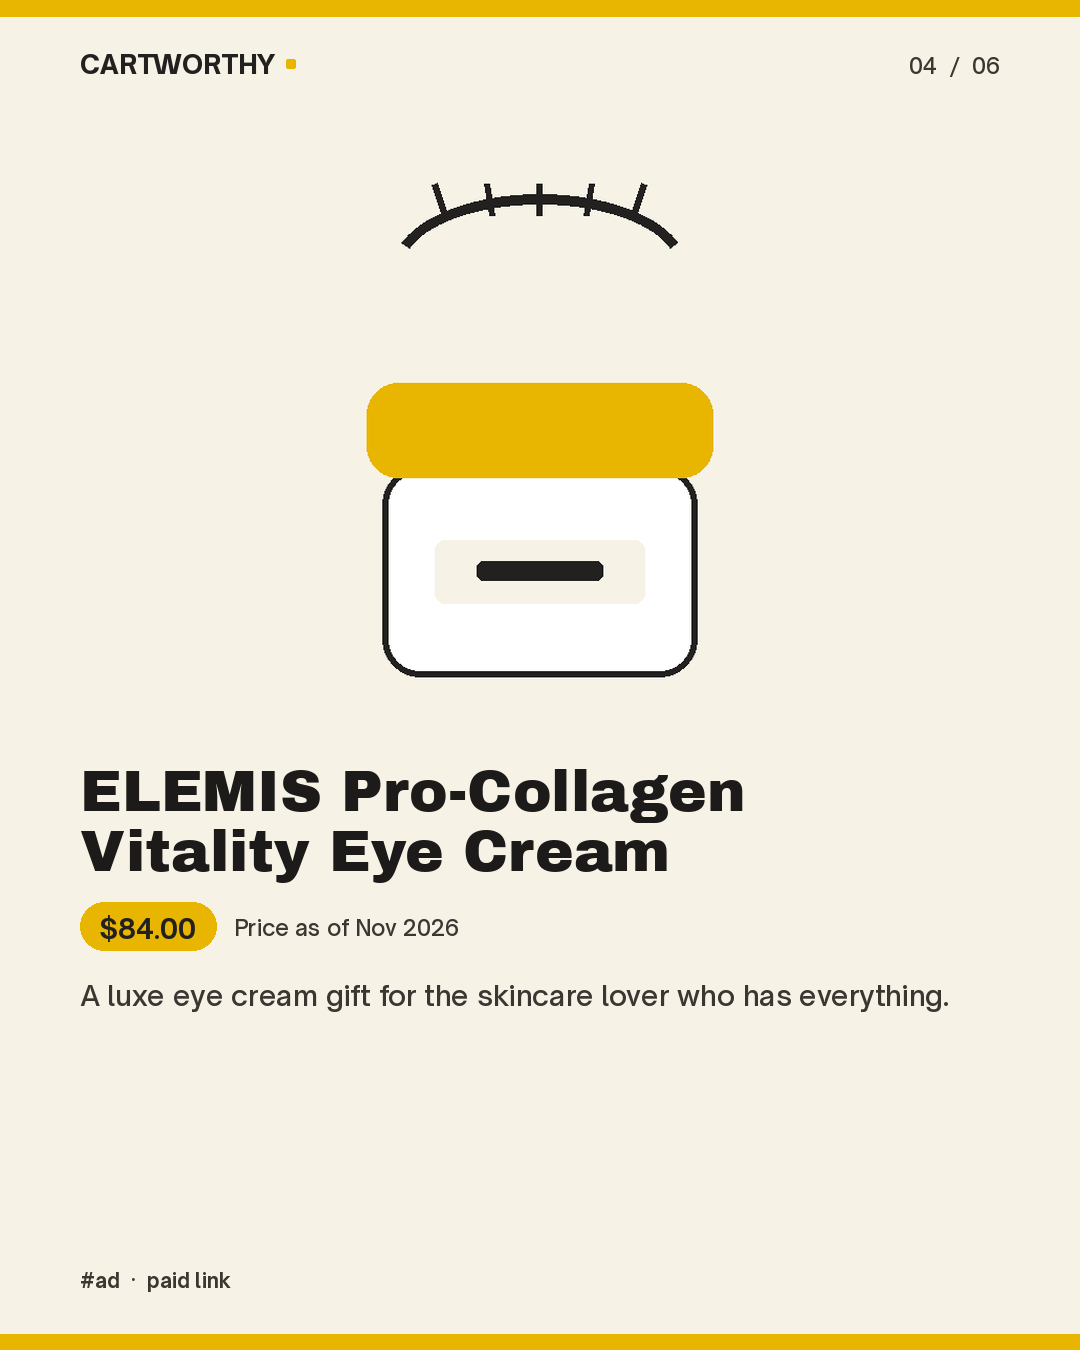 CARTWORTHY
04 / 06
ELEMIS Pro-Collagen
Vitality Eye Cream
$84.00 Price as of Nov 2026
A luxe eye cream gift for the skincare lover who has everything.
#ad · paid link